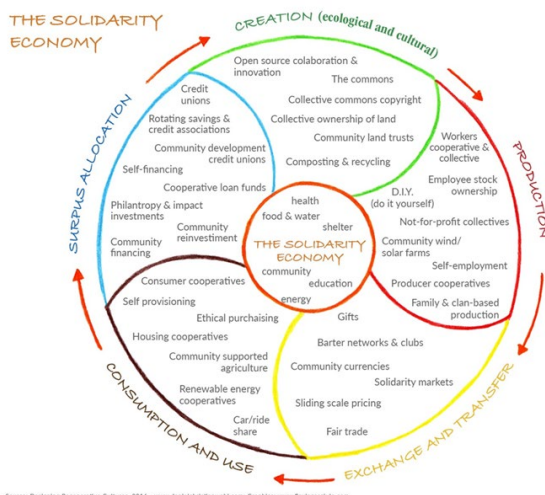 THE SOLIDARITY
ECONOMY
CREATION (ecological and cultural)
Open source colaboration &
innovation
The commons
Collective commons copyright
Collective ownership of land
Community land trusts
Composting & recycling
PRODUCTION
Workers
cooperative &
collective
Employee stock
ownership
D.I.Y.
(do it yourself)
Not-for-profit collectives
Community wind/
solar farms
Self-employment
Producer cooperatives
Family & clan-based
production
EXCHANGE AND TRANSFER
Gifts
Barter networks & clubs
Community currencies
Solidarity markets
Sliding scale pricing
Fair trade
CONSUMPTION AND USE
Consumer cooperatives
Self provisioning
Ethical purchaising
Housing cooperatives
Community supported
agriculture
Renewable energy
cooperatives
Car/ride
share
SURPUS ALLOCATION
Credit
unions
Rotating savings &
credit associations
Community development
credit unions
Self-financing
Cooperative loan funds
Philantropy & impact
investments
Community
reinvestiment
Community
financing
health
food & water
shelter
THE SOLIDARITY
ECONOMY
community
education
energy